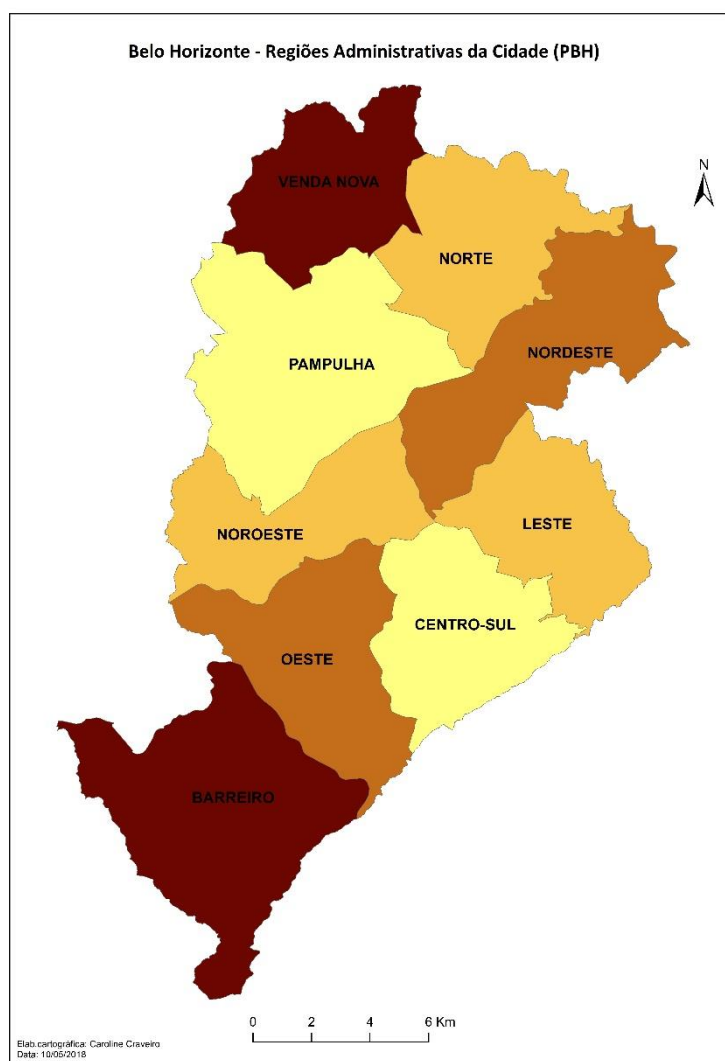 Belo Horizonte - Regiões Administrativas da Cidade (PBH)
N
VENDA NOVA
NORTE
NORDESTE
PAMPULHA
NOROESTE
LESTE
CENTRO-SUL
OESTE
BARREIRO
0 2 4 6 Km
Elab.cartográfica: Caroline Craveiro
Data: 10/05/2018